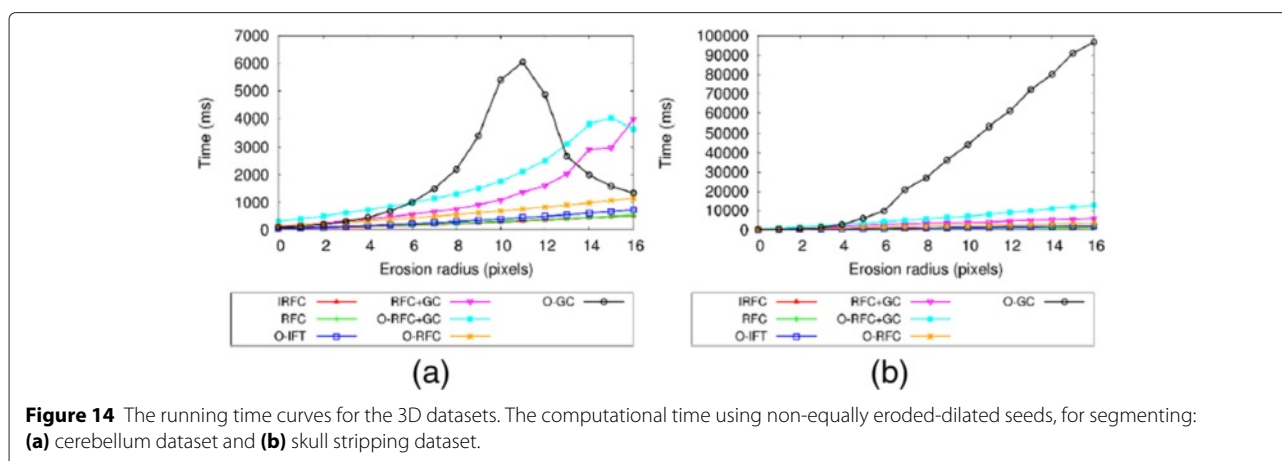 7000
6000
5000
4000
3000
2000
1000
0
Time (ms)
0 2 4 6 8 10 12 14 16
Erosion radius (pixels)
IRFC RFC+GC O-GC
RFC O-RFC+GC
O-IFT O-RFC
(a)
100000
90000
80000
70000
60000
50000
40000
30000
20000
10000
0
Time (ms)
0 2 4 6 8 10 12 14 16
Erosion radius (pixels)
IRFC RFC+GC O-GC
RFC O-RFC+GC
O-IFT O-RFC
(b)
Figure 14 The running time curves for the 3D datasets. The computational time using non-equally eroded-dilated seeds, for segmenting:
(a) cerebellum dataset and (b) skull stripping dataset.